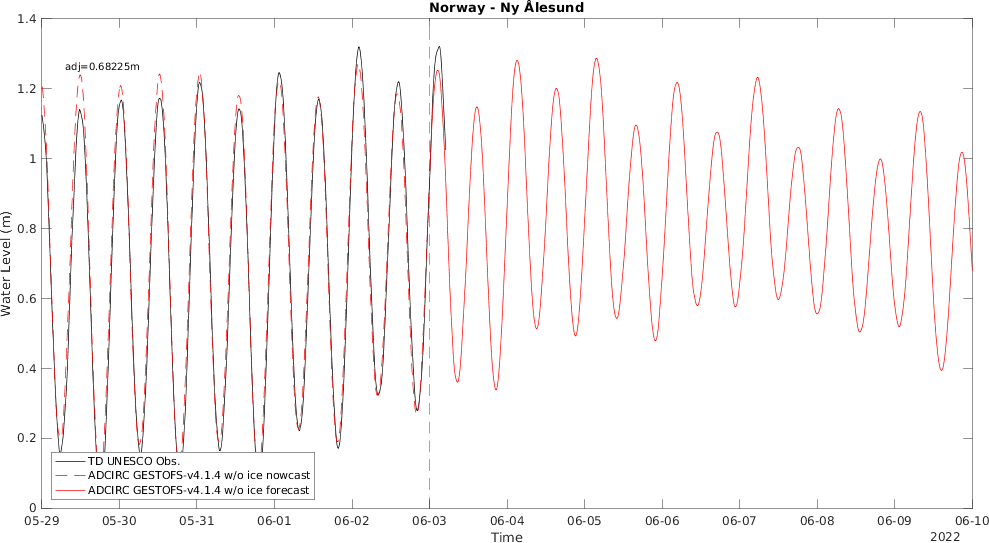 Norway - Ny Ålesund
1.4
adj=0.68225m
1.2
1
0.8
0.6
0.4
0.2
0
Water Level (m)
TD UNESCO Obs.
ADCIRC GESTOFS-v4.1.4 w/o ice nowcast
ADCIRC GESTOFS-v4.1.4 w/o ice forecast
05-29 05-30 05-31 06-01 06-02 06-03 06-04 06-05 06-06 06-07 06-08 06-09 06-10
Time
2022